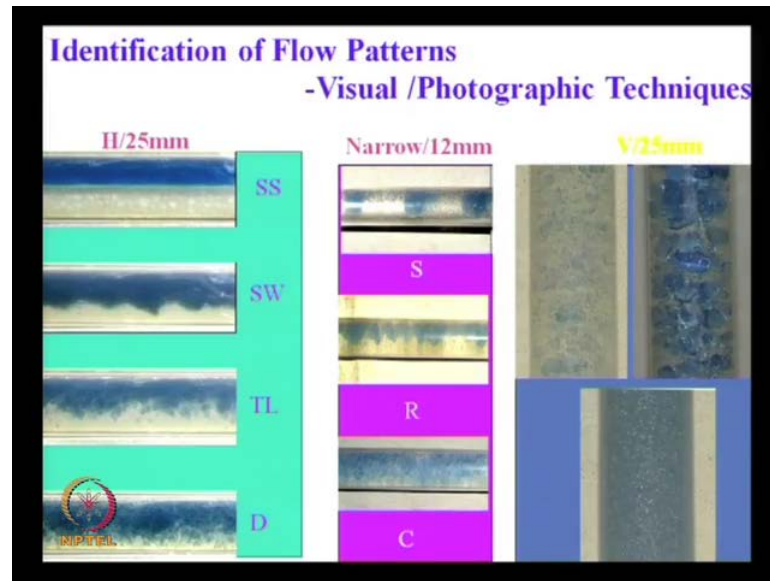 Identification of Flow Patterns
-Visual /Photographic Techniques
H/25mm
SS
SW
TL
D
Narrow/12mm
S
R
C
V/25mm
NPTEL